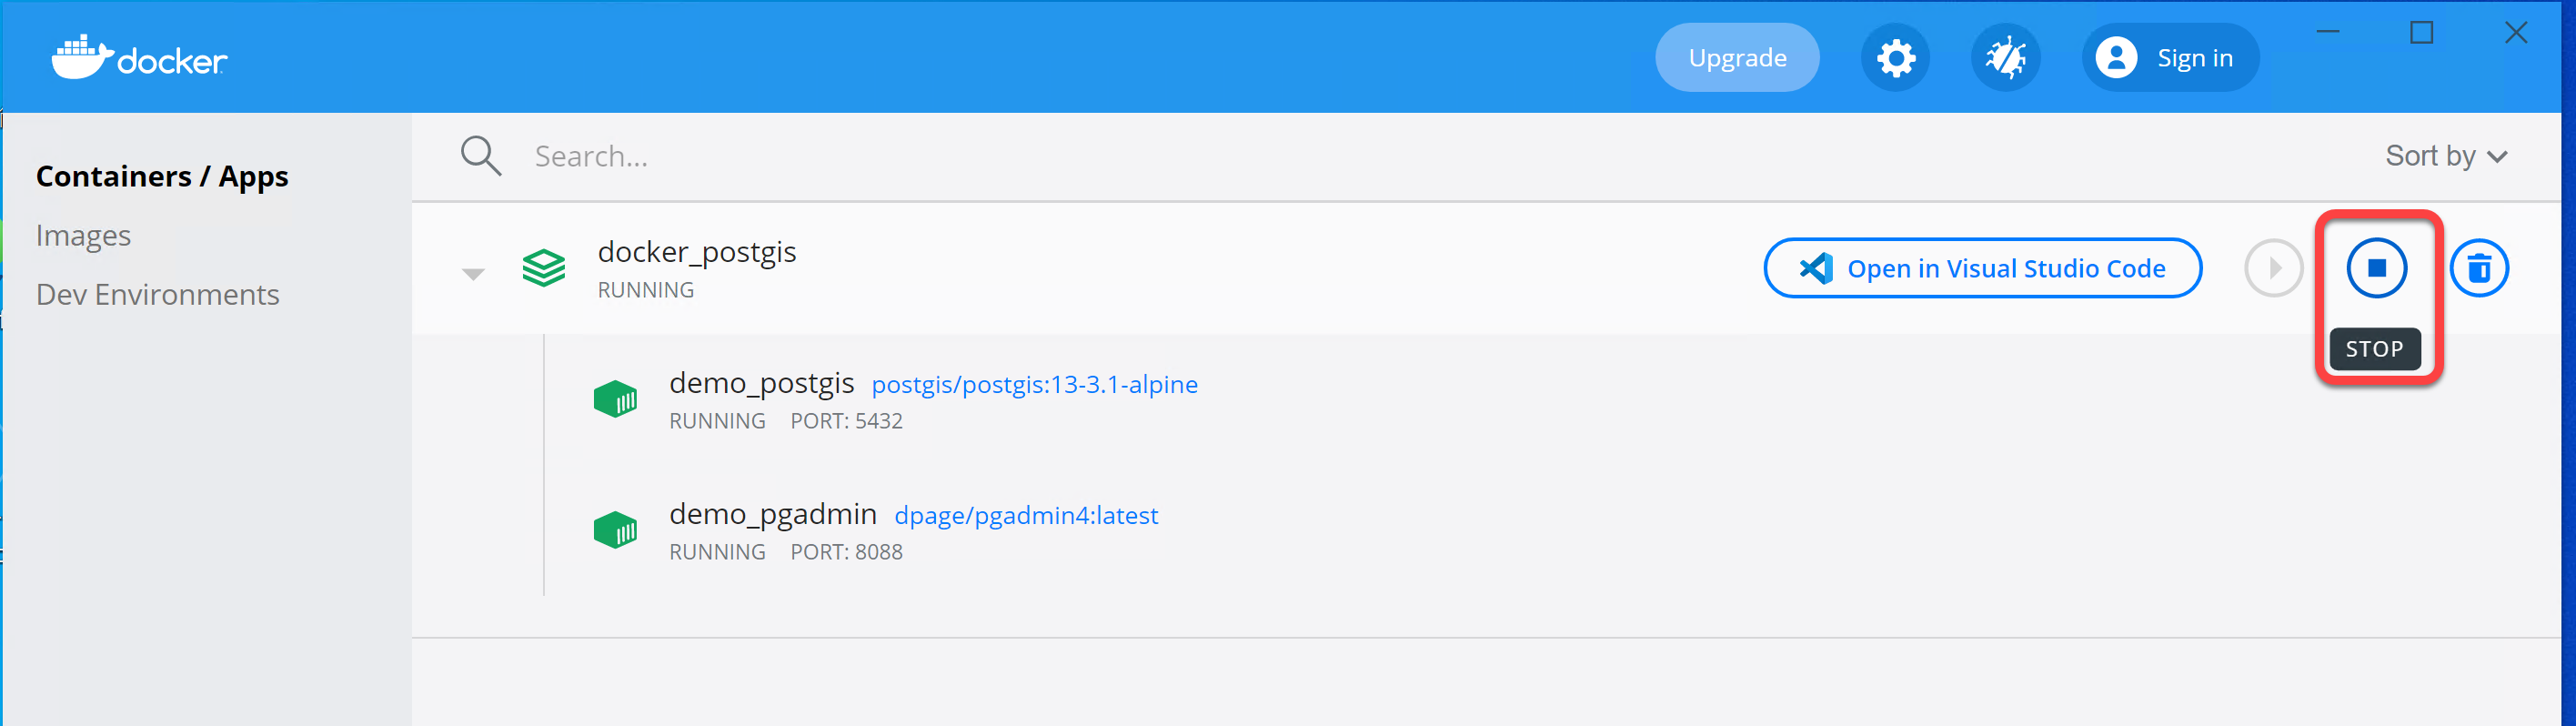 docker
Upgrade
Sign in
Containers / Apps
Images
Dev Environments
Search...
Sort by
docker_postgis
RUNNING
Open in Visual Studio Code
STOP
demo_postgis postgis/postgis:13-3.1-alpine
RUNNING PORT: 5432
demo_pgadmin dpage/pgadmin4:latest
RUNNING PORT: 8088